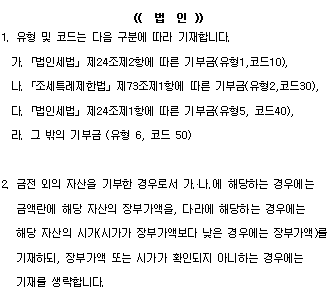 《 법 인 》
1. 유형 및 코드는 다음 구분에 따라 기재합니다.
가. 「법인세법」제24조제2항에 따른 기부금(유형1,코드10),
나. 「조세특례제한법」제73조제1항에 따른 기부금(유형2,코드30),
다. 「법인세법」제24조제1항에 따른 기부금(유형5, 코드40),
라. 그 밖의 기부금 (유형 6, 코드 50)
2. 금전 외의 자산을 기부한 경우로서 가.나.에 해당하는 경우에는
금액란에 해당 자산의 장부가액을, 다.라에 해당하는 경우에는
해당 자산의 시가(시가가 장부가액보다 낮은 경우에는 장부가액)를
기재하되, 장부가액 또는 시가가 확인되지 아니하는 경우에는
기재를 생략합니다.